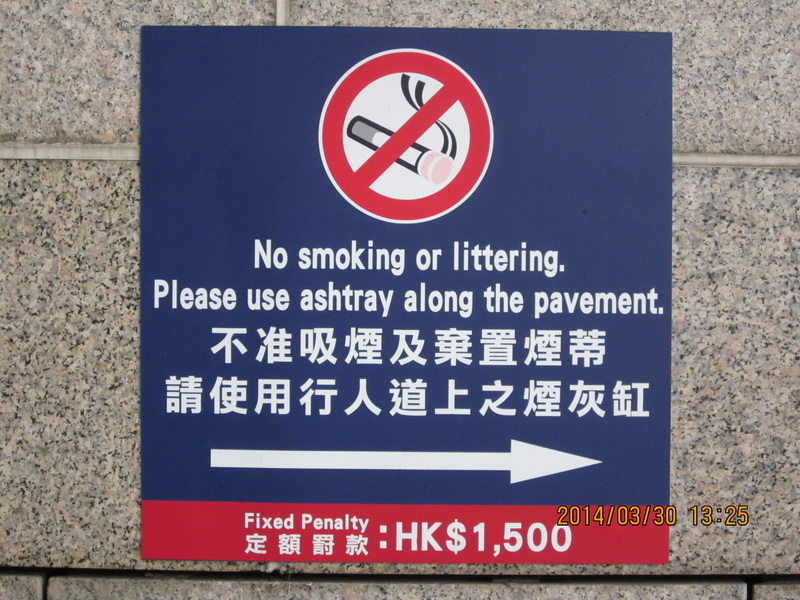 No smoking or littering.
Please use ashtray along the pavement.
不准吸煙及棄置煙蒂
請使用行人道上之煙灰缸
Fixed Penalty
定額罰款 : HK$1,500
2014/03/30 13:25